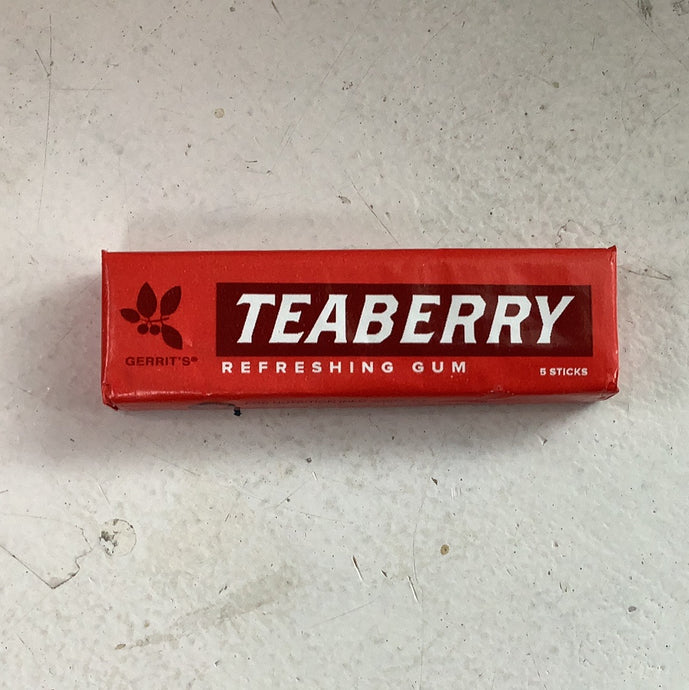 TEABERRY
GERRIT'S®
REFRESHING GUM
5 STICKS